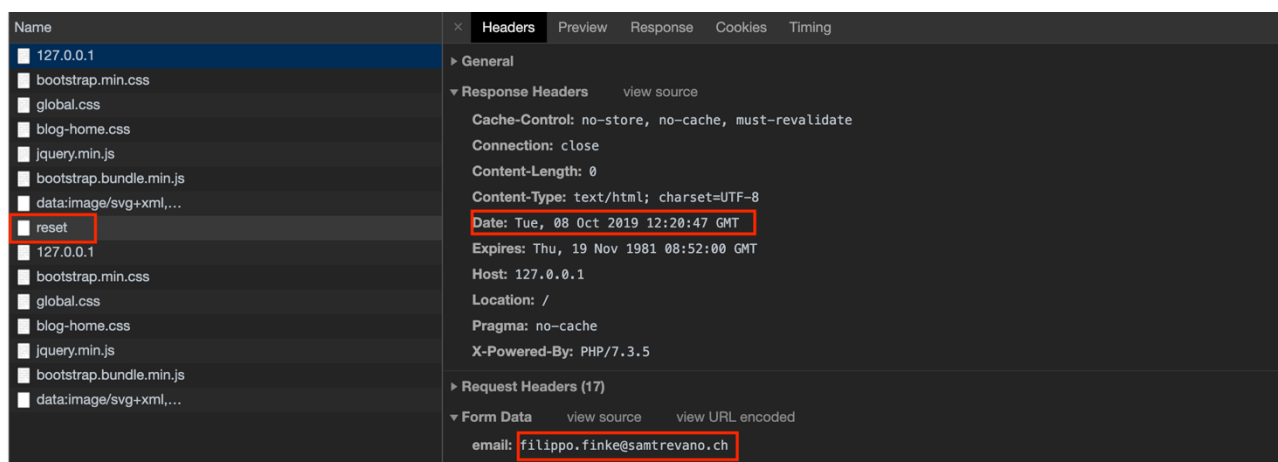 Name
127.0.0.1
bootstrap.min.css
global.css
blog-home.css
jquery.min.js
bootstrap.bundle.min.js
data:image/svg+xml,...
reset
127.0.0.1
bootstrap.min.css
global.css
blog-home.css
jquery.min.js
bootstrap.bundle.min.js
data:image/svg+xml,...
× Headers Preview Response Cookies Timing
▸ General
▾ Response Headers view source
Cache-Control: no-store, no-cache, must-revalidate
Connection: close
Content-Length: 0
Content-Type: text/html; charset=UTF-8
Date: Tue, 08 Oct 2019 12:20:47 GMT
Expires: Thu, 19 Nov 1981 08:52:00 GMT
Host: 127.0.0.1
Location: /
Pragma: no-cache
X-Powered-By: PHP/7.3.5
▸ Request Headers (17)
▾ Form Data view source view URL encoded
email: filippo.finke@samtrevano.ch